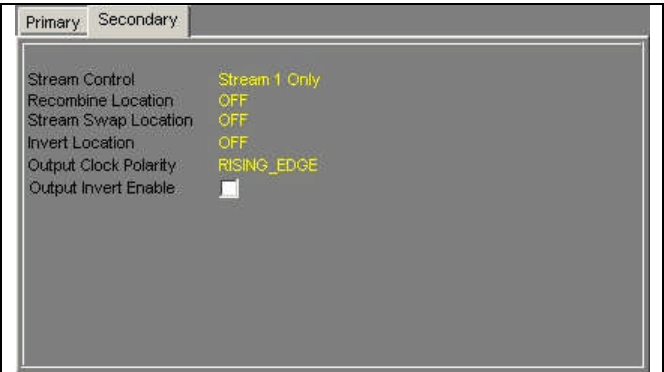 Primary Secondary
Stream Control Stream 1 Only
Recombine Location OFF
Stream Swap Location OFF
Invert Location OFF
Output Clock Polarity RISING_EDGE
Output Invert Enable